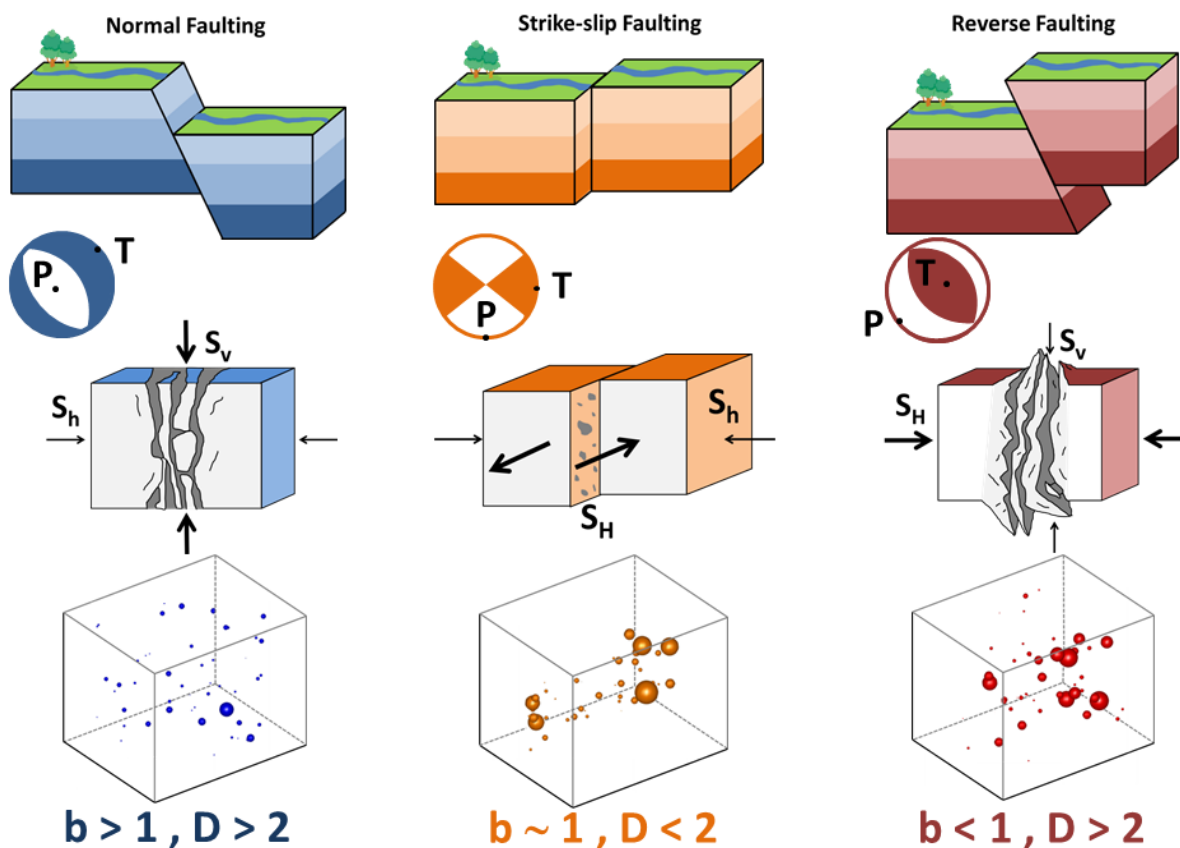 Normal Faulting
Strike-slip Faulting
Reverse Faulting
P
T
P
T
T
P
Sv
Sh
Sh
SH
Sv
SH
b > 1 , D > 2
b ~ 1 , D < 2
b < 1 , D > 2